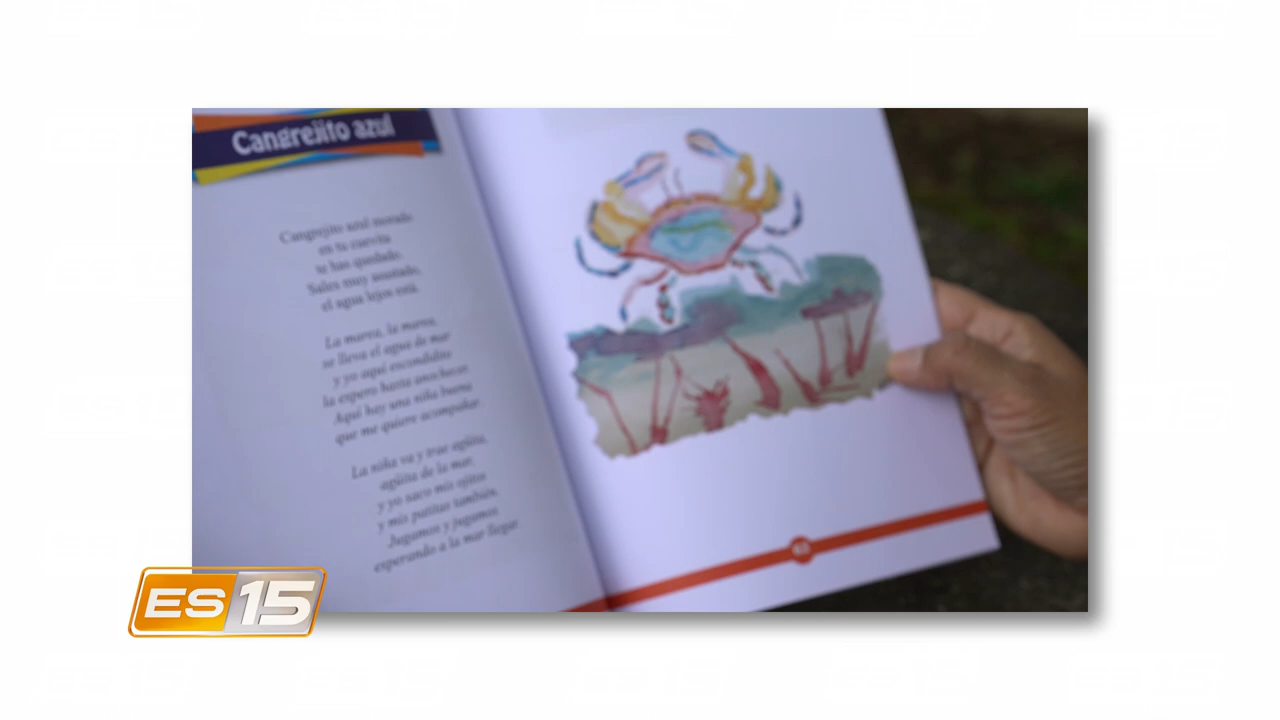 Cangrejito azul
Cangrejito azul morado
en tu cuevita
te has quedado.
Sales muy asustado,
el agua lejos está.
La marea, la marea,
se lleva el agua de mar
y yo aquí escondidito
la espero hasta anochecer.
Aquí hay una niña buena
que me quiere acompañar.
La niña va y trae agüita,
agüita de la mar,
y yo saco mis ojitos
y mis patitas también.
Jugamos y jugamos
esperando a la mar llegar.
ES15